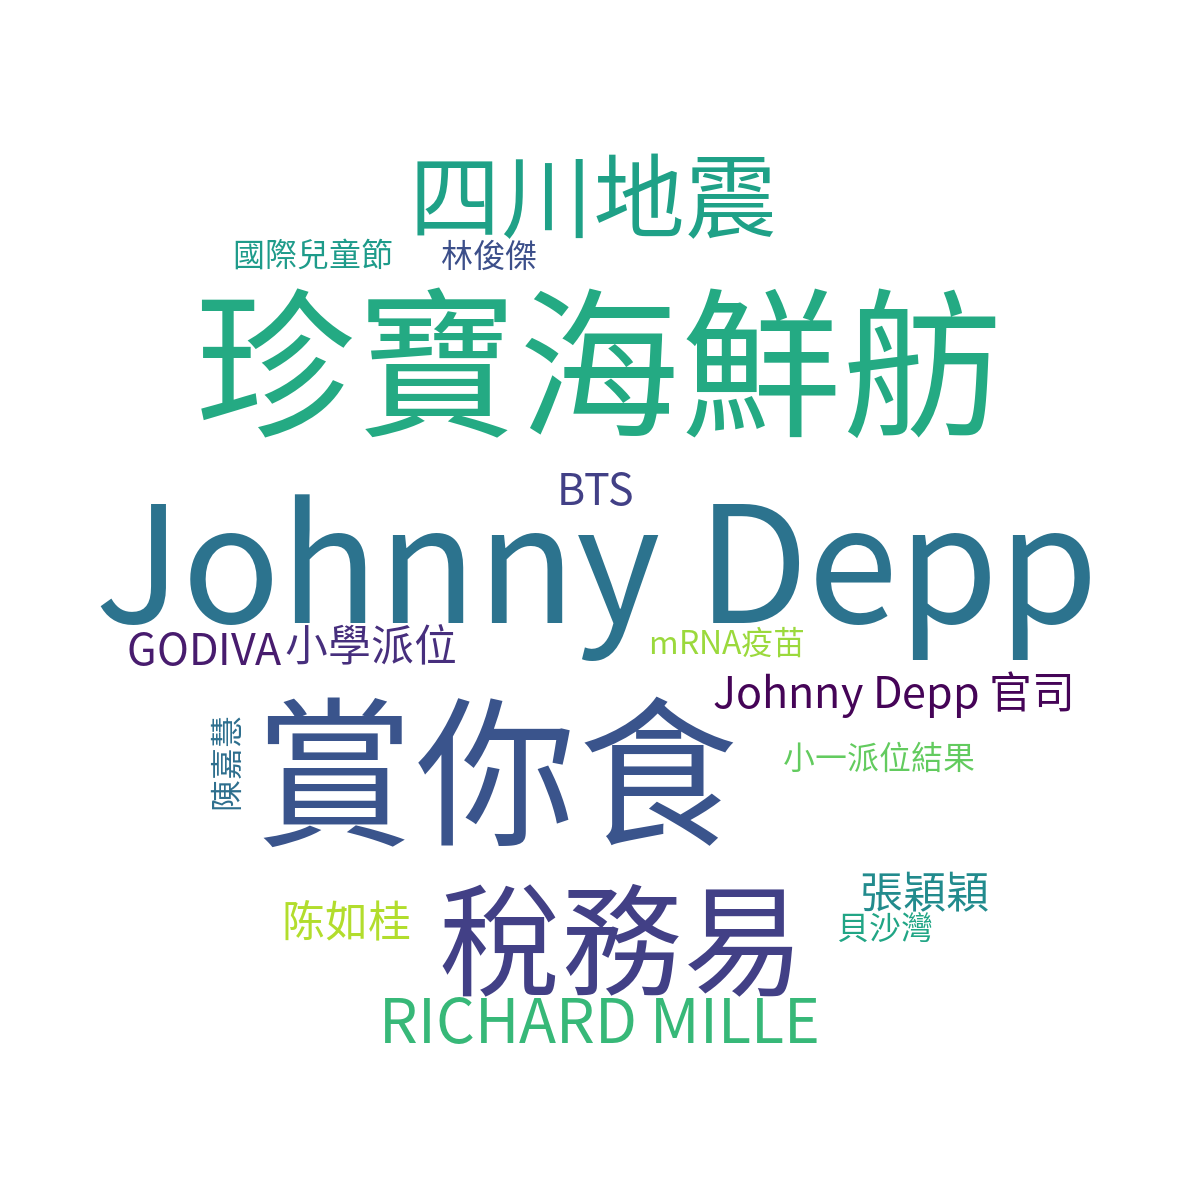 四川地震
國際兒童節
林俊傑
珍寶海鮮舫
BTS
Johnny Depp
GODIVA
小學派位
mRNA疫苗
Johnny Depp 官司
賞你食
陳嘉慧
小一派位結果
稅務易
張穎穎
陈如桂
貝沙灣
RICHARD MILLE